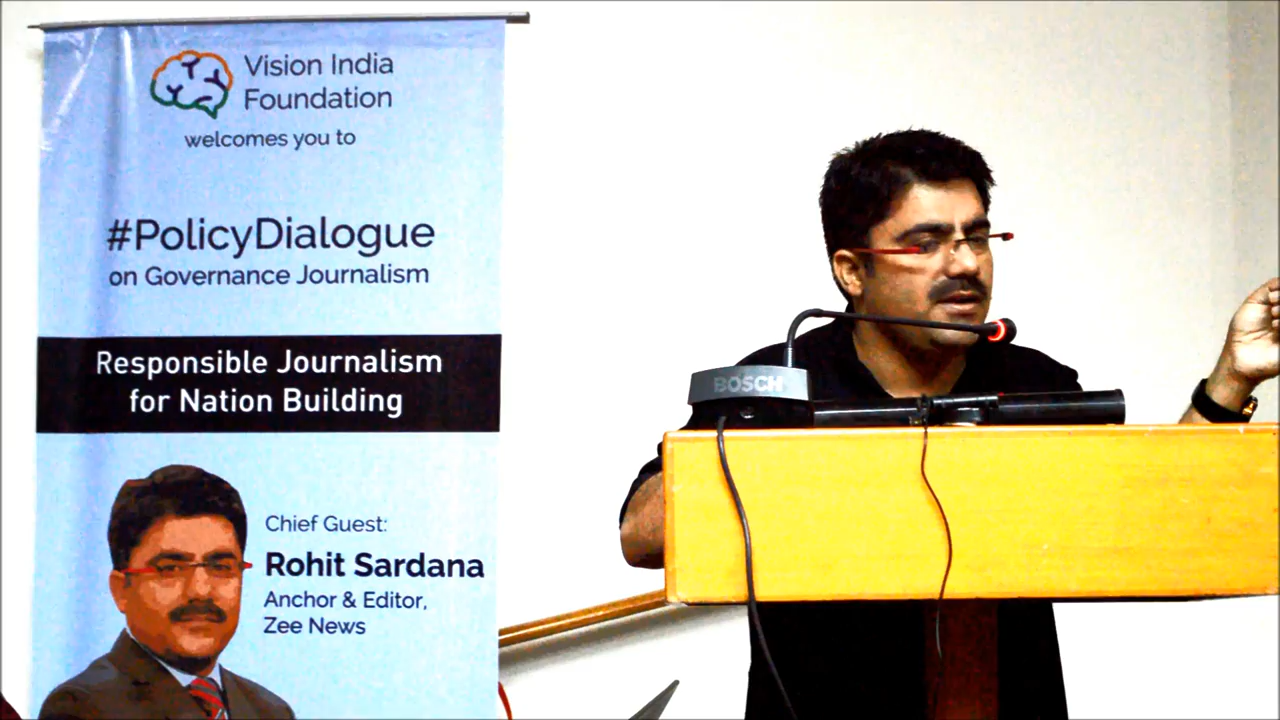 Vision India
Foundation
welcomes you to
#PolicyDialogue
on Governance Journalism
Responsible Journalism
for Nation Building
Chief Guest:
Rohit Sardana
Anchor & Editor,
Zee News
BOSCH